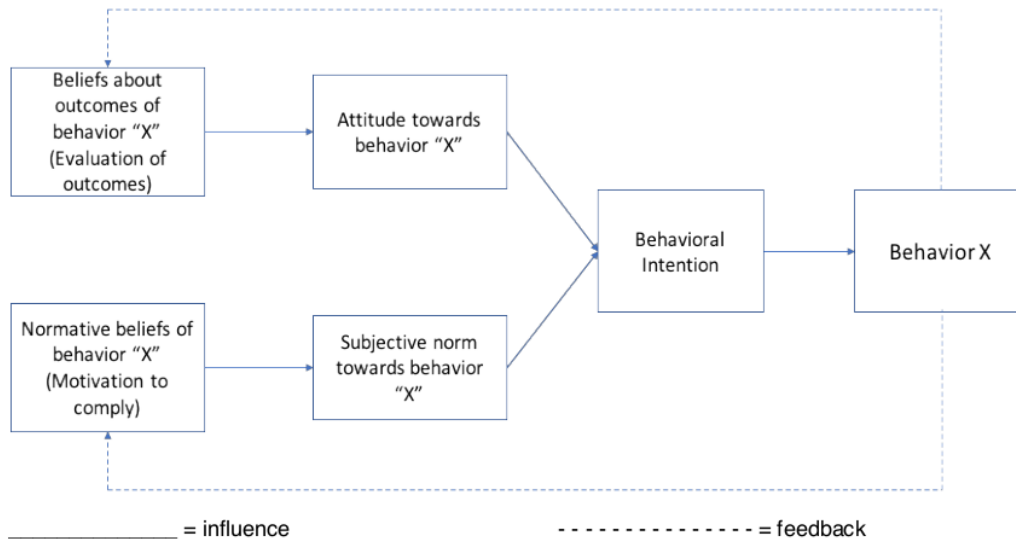 Beliefs about
outcomes of
behavior “X”
(Evaluation of
outcomes)
Attitude towards
behavior “X”
Behavioral
Intention
Behavior X
Normative beliefs of
behavior “X”
(Motivation to
comply)
Subjective norm
towards behavior
“X”
= influence
= feedback